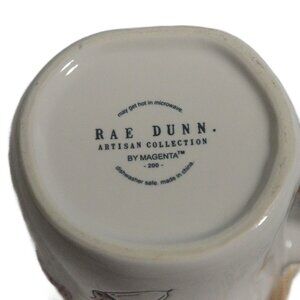 may get hot in microwave.
RAE DUNN.
ARTISAN COLLECTION
BY MAGENTA™
- 200 -
dishwasher safe. made in china.